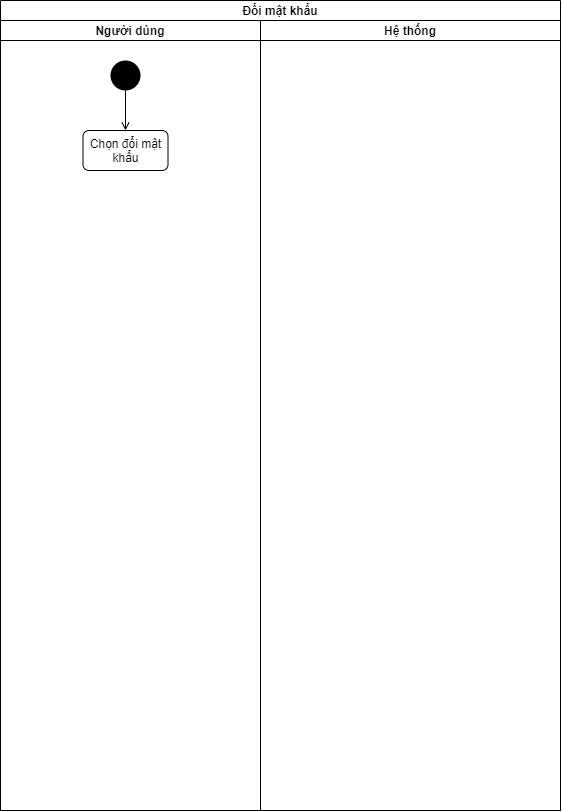 Đổi mật khẩu
Người dùng
Hệ thống
Chọn đổi mật
khẩu